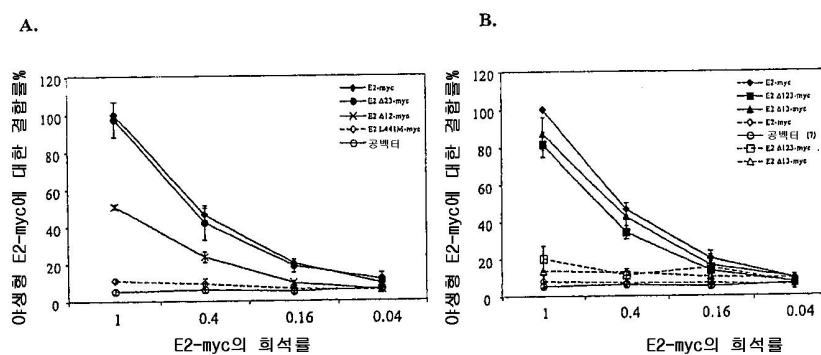 A.
야생형 E2-myc에 대한 결합률%
120
100
80
60
40
20
0
1
0.4
0.16
0.04
E2-myc의 희석률
E2-myc
E2 Δ23-myc
E2 Δ12-myc
E2 L441M-myc
공벡터
B.
야생형 E2-myc에 대한 결합률%
120
100
80
60
40
20
0
1
0.4
0.16
0.04
E2-myc의 희석률
E2-myc
E2 Δ123-myc
E2 Δ13-myc
E2-myc
공벡터 (?)
E2 Δ123-myc
E2 Δ13-myc